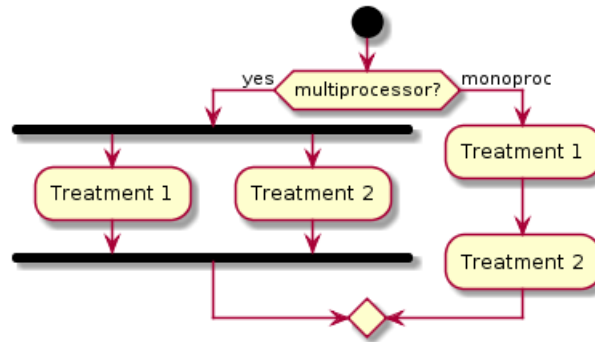 yes
multiprocessor?
monoproc
Treatment 1
Treatment 2
Treatment 1
Treatment 2